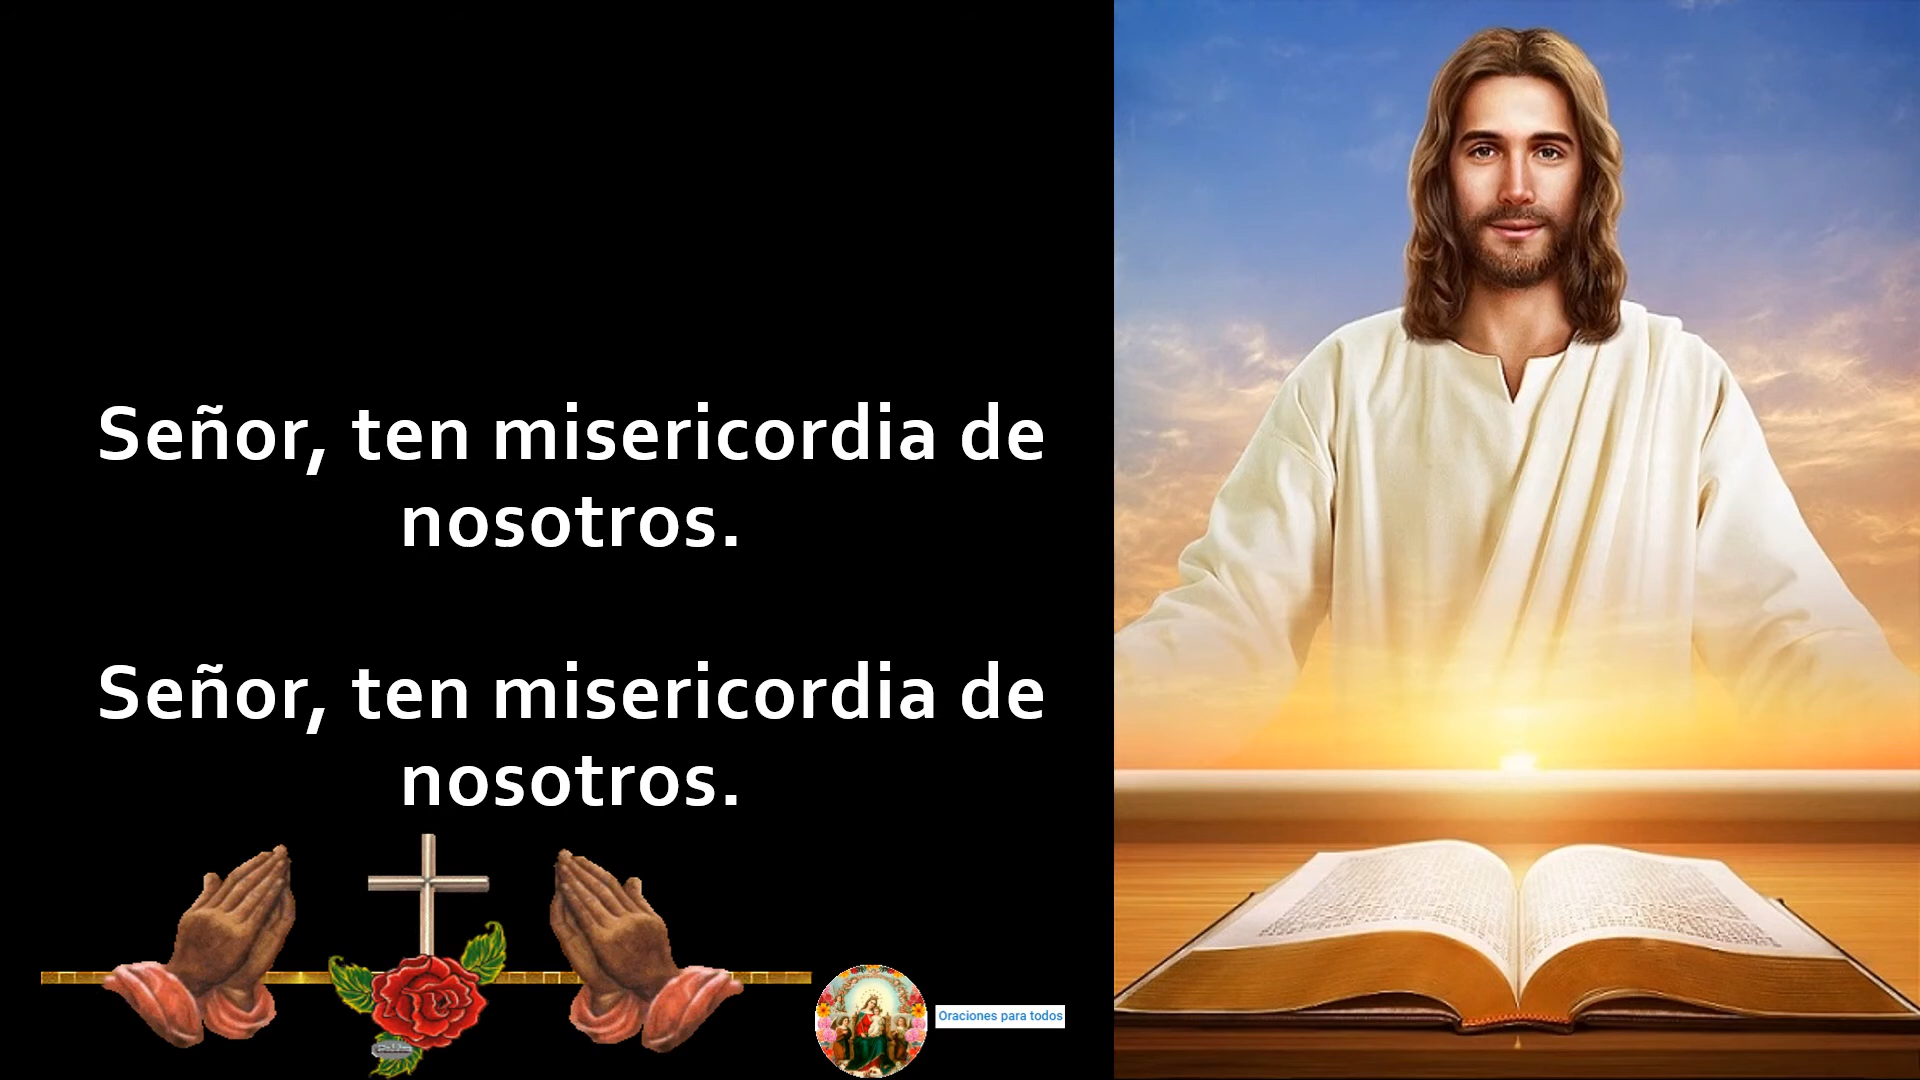 Señor, ten misericordia de
nosotros.
Señor, ten misericordia de
nosotros.
Oraciones para todos